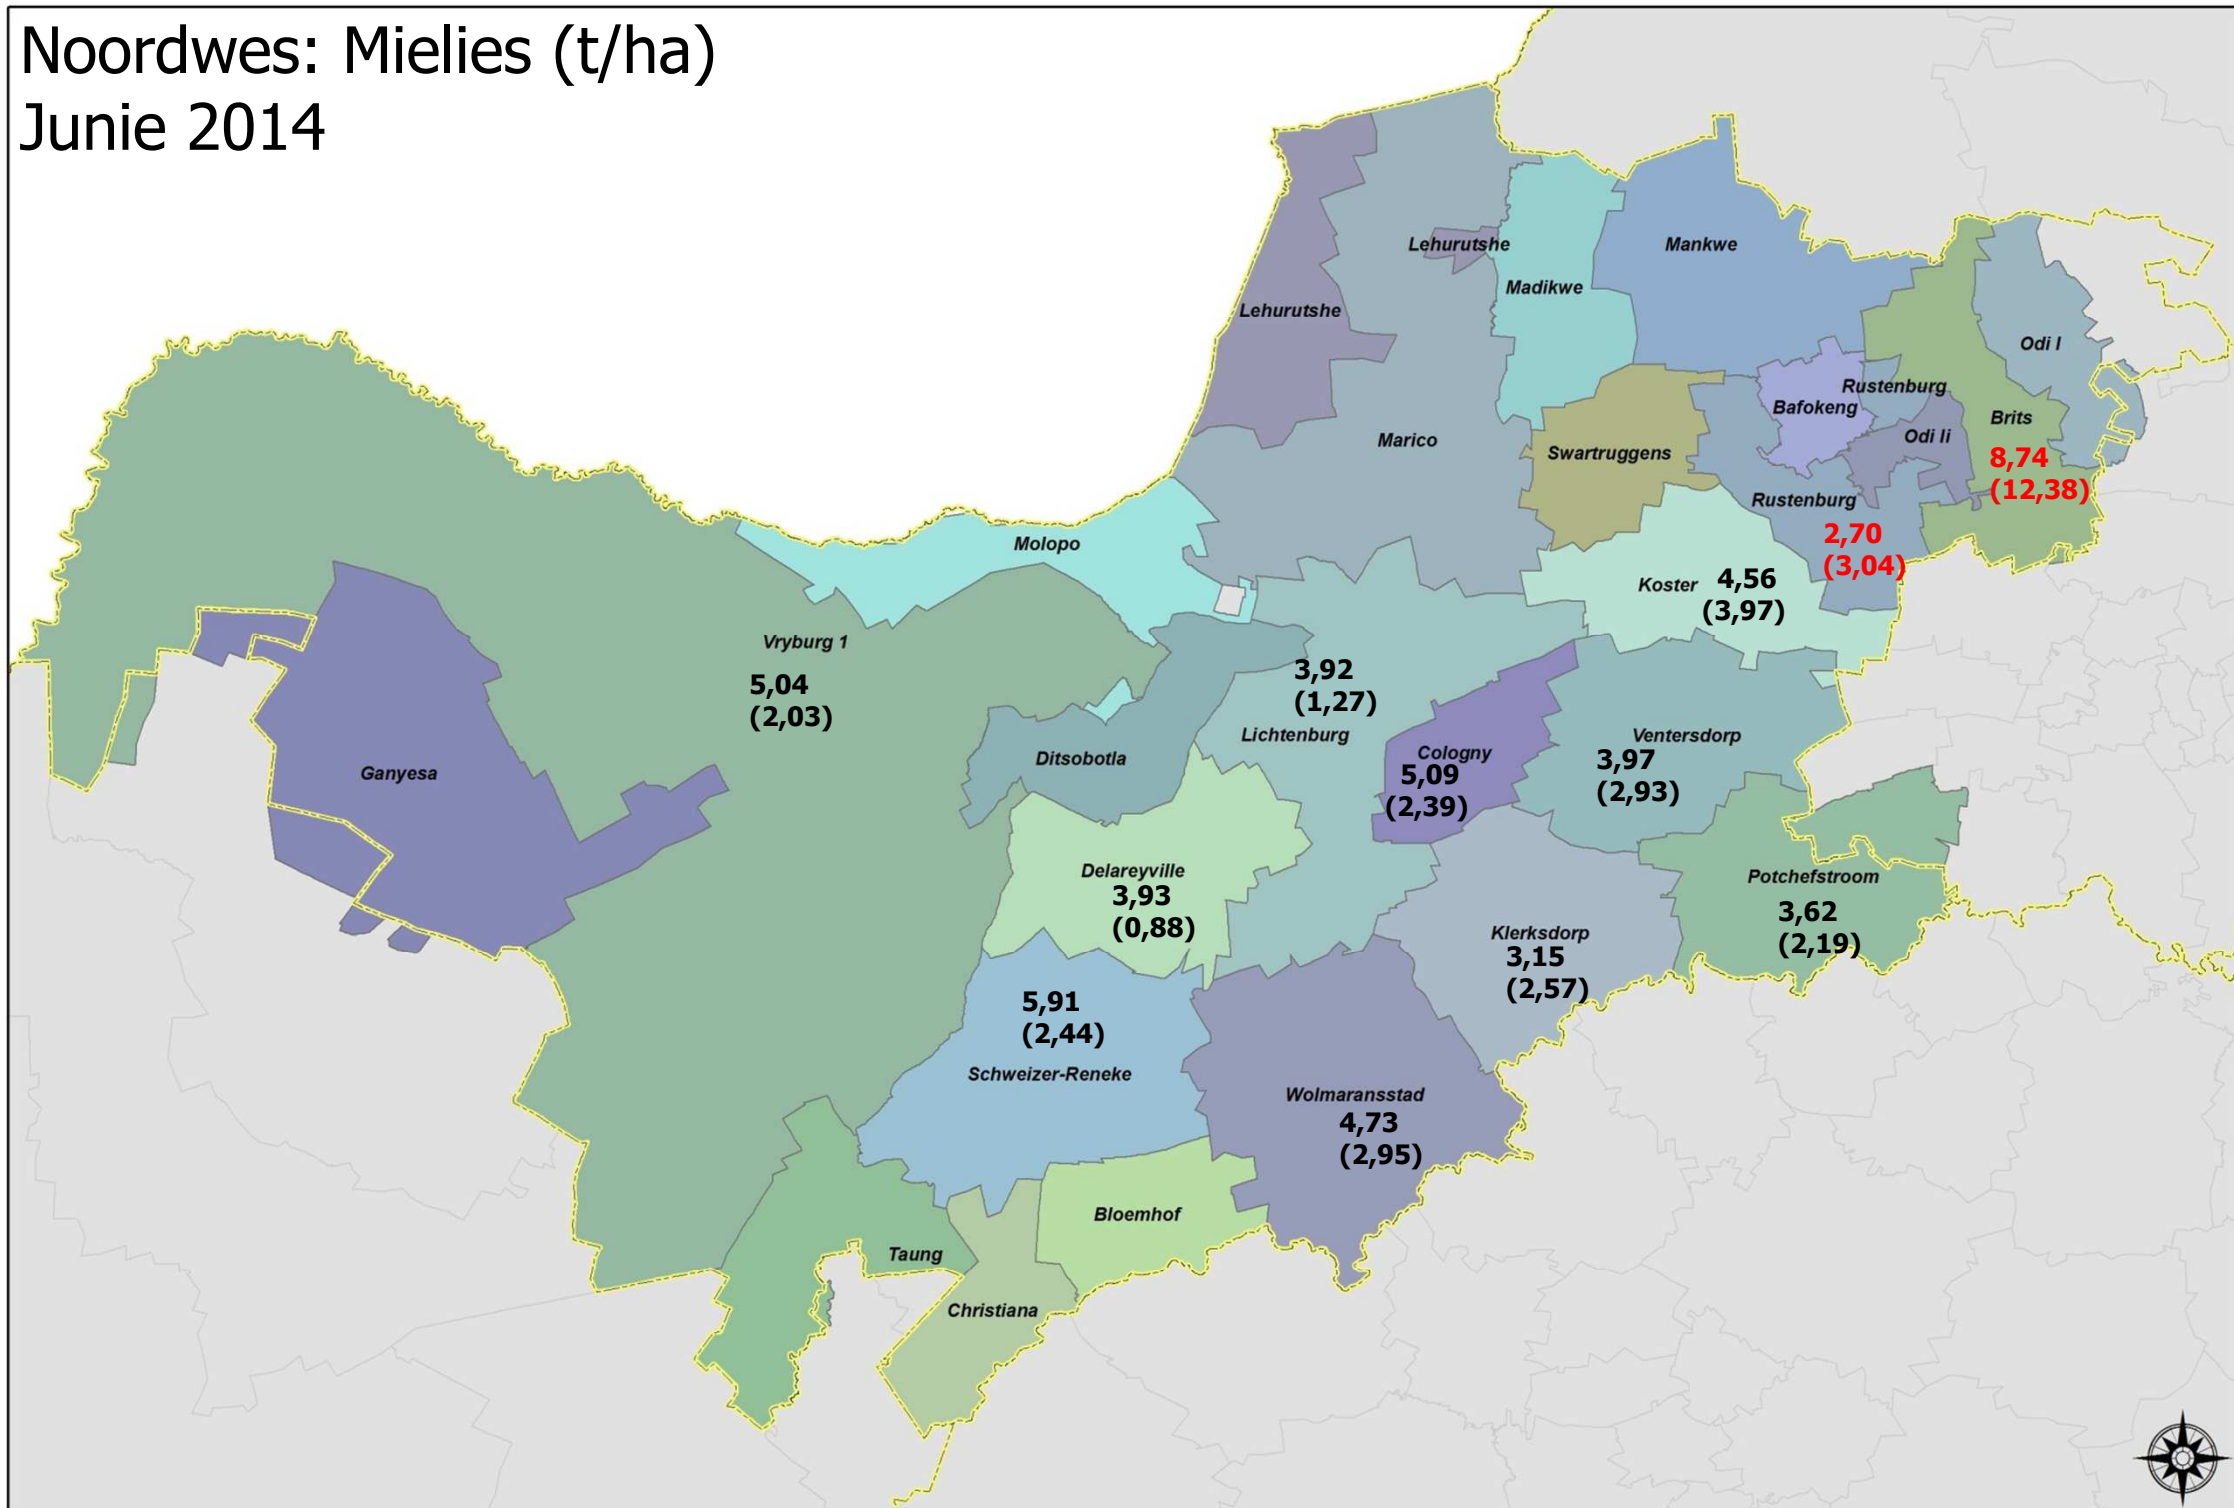 Noordwes: Mielies (t/ha)
Junie 2014
Lehurutshe
Mankwe
Madikwe
Lehurutshe
Odi I
Rustenburg
Bafokeng
Brits
Odi Ii
Marico
Swartruggens
8,74
(12,38)
Rustenburg
2,70
(3,04)
Molopo
Koster
4,56
(3,97)
Vryburg 1
5,04
(2,03)
3,92
(1,27)
Lichtenburg
Ventersdorp
3,97
(2,93)
Cologny
5,09
(2,39)
Ditsobotla
Ganyesa
Delareyville
3,93
(0,88)
Potchefstroom
3,62
(2,19)
Klerksdorp
3,15
(2,57)
5,91
(2,44)
Schweizer-Reneke
Wolmaransstad
4,73
(2,95)
Bloemhof
Taung
Christiana